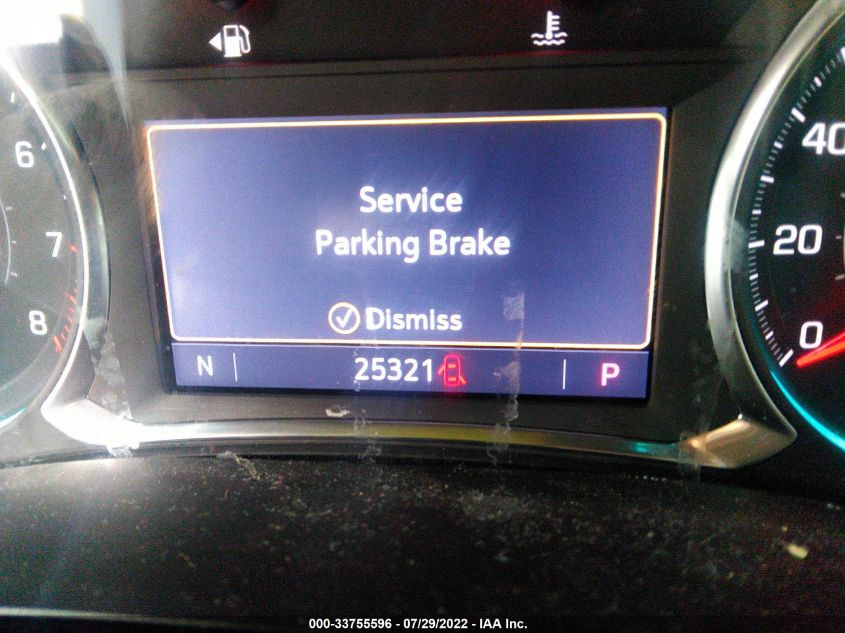 6
7
8
Service
Parking Brake
Dismiss
N 25321 P
40
20
0
000-33755596 - 07/29/2022 - IAA Inc.